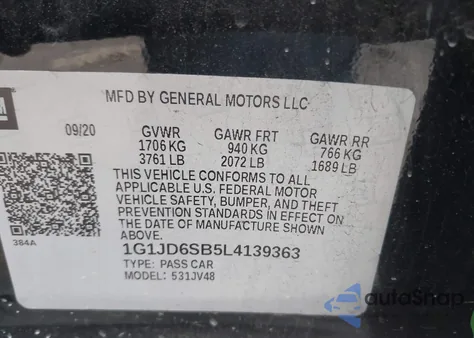 GM
MFD BY GENERAL MOTORS LLC
09/20 GVWR GAWR FRT GAWR RR
1706 KG 940 KG 766 KG
3761 LB 2072 LB 1689 LB
THIS VEHICLE CONFORMS TO ALL
APPLICABLE U.S. FEDERAL MOTOR
VEHICLE SAFETY, BUMPER, AND THEFT
PREVENTION STANDARDS IN EFFECT ON
THE DATE OF MANUFACTURE SHOWN
ABOVE.
384A
1G1JD6SB5L4139363
TYPE: PASS CAR
MODEL: 531JV48
autoSnap